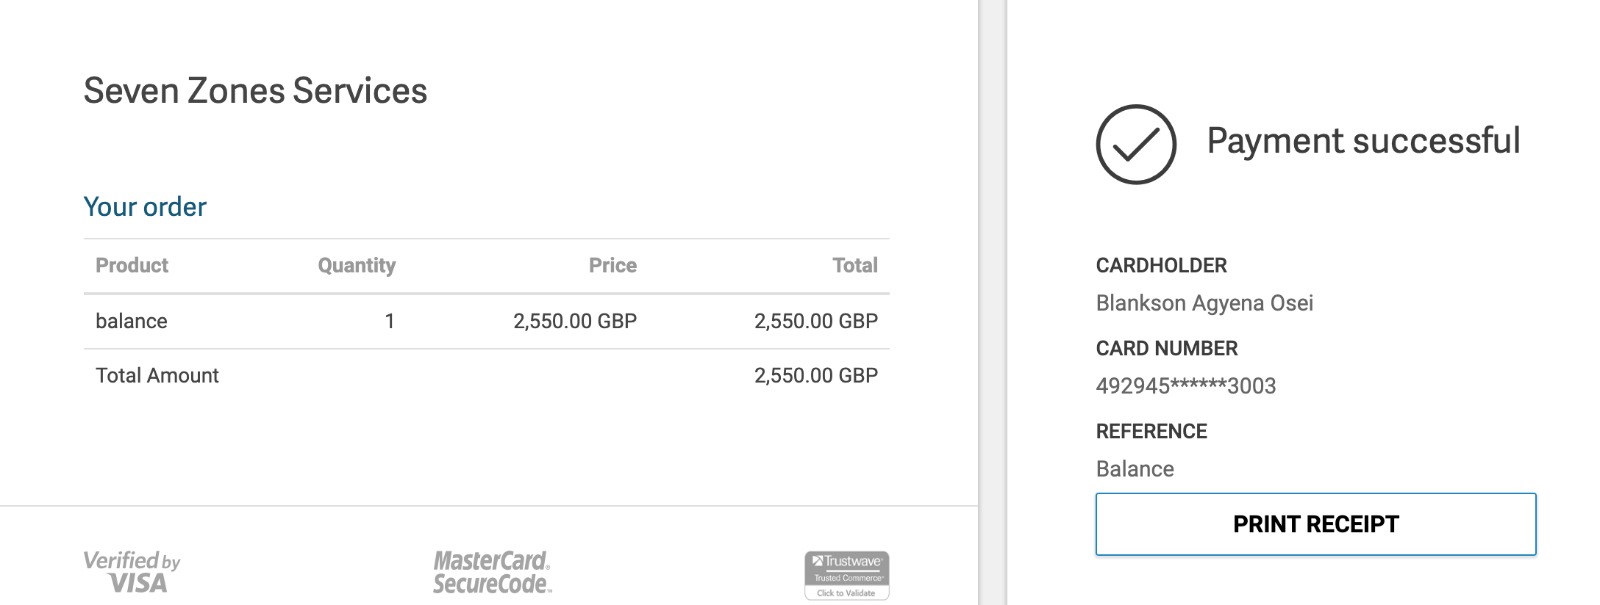 Seven Zones Services
Your order
Product Quantity Price Total
balance 1 2,550.00 GBP 2,550.00 GBP
Total Amount 2,550.00 GBP
Verified by
VISA
MasterCard.
SecureCode.
Trustwave
Trusted Commerce
Click to Validate
Payment successful
CARDHOLDER
Blankson Agyena Osei
CARD NUMBER
492945******3003
REFERENCE
Balance
PRINT RECEIPT